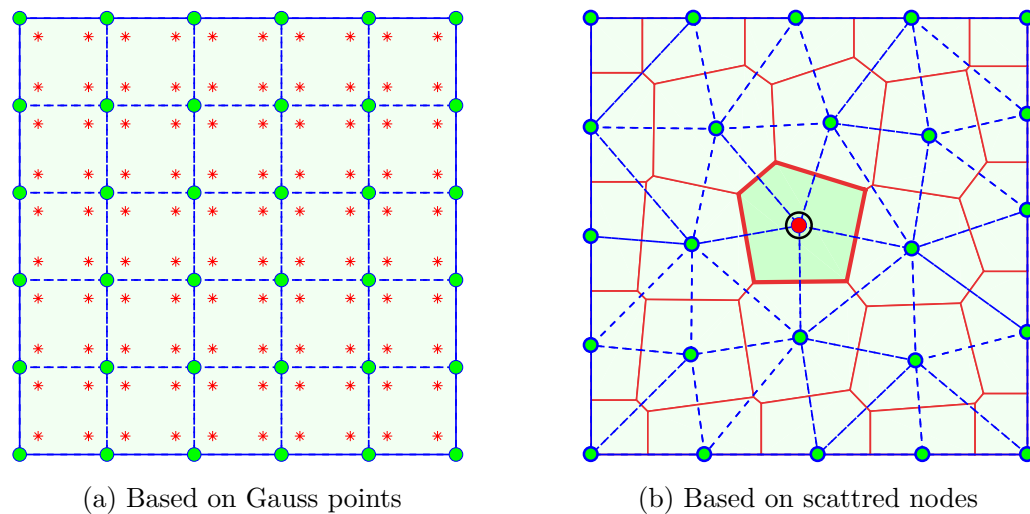 (a) Based on Gauss points
(b) Based on scattred nodes